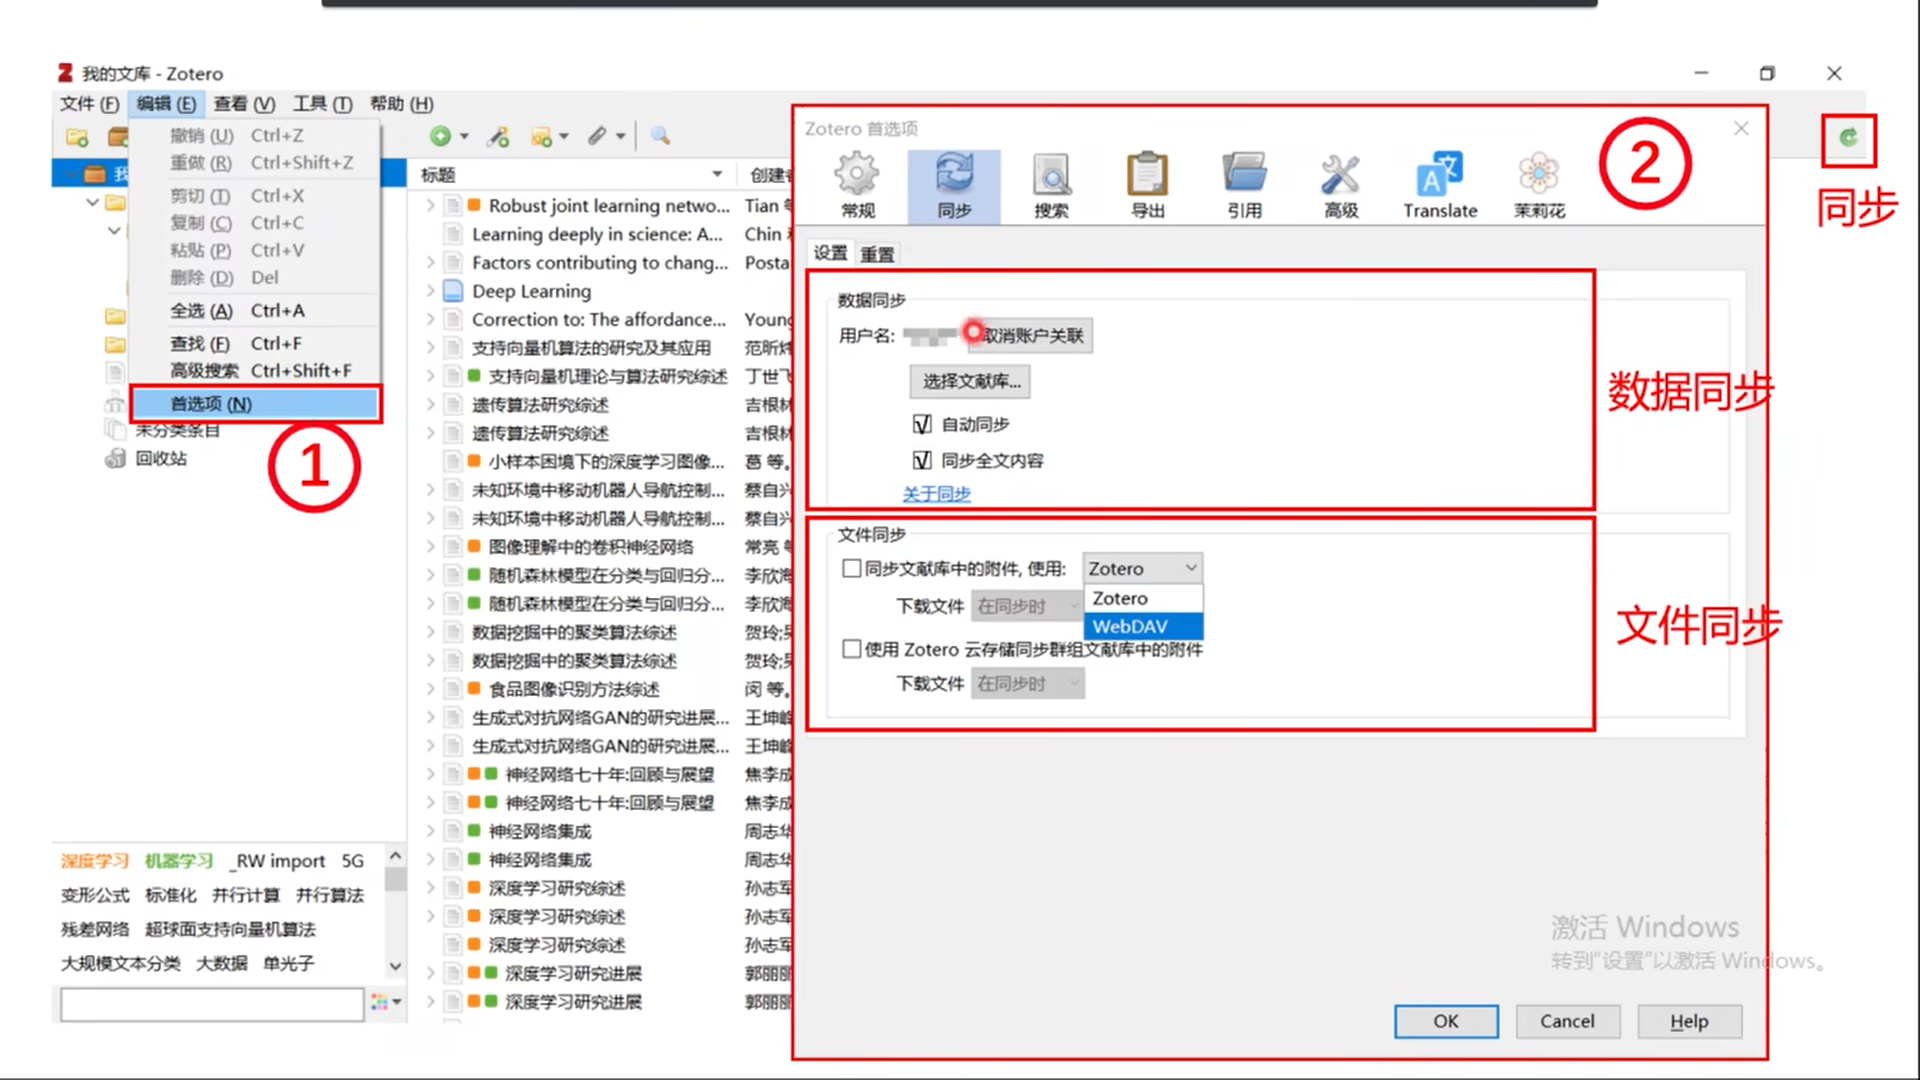 我的文库 - Zotero
文件 (F) 编辑 (E) 查看 (V) 工具 (T) 帮助 (H)
撤销 (U) Ctrl+Z
重做 (R) Ctrl+Shift+Z
剪切 (T) Ctrl+X
复制 (C) Ctrl+C
粘贴 (P) Ctrl+V
删除 (D) Del
全选 (A) Ctrl+A
查找 (F) Ctrl+F
高级搜索 Ctrl+Shift+F
首选项 (N)
未分类条目
回收站
1
深度学习 机器学习 _RW import 5G
变形公式 标准化 并行计算 并行算法
残差网络 超球面支持向量机算法
大规模文本分类 大数据 单光子
标题 创建
Robust joint learning netwo... Tian
Learning deeply in science: A... Chin
Factors contributing to chang... Posta
Deep Learning
Correction to: The affordance... Young
支持向量机算法的研究及其应用 范昕炜
支持向量机理论与算法研究综述 丁世飞
遗传算法研究综述 吉根林
遗传算法研究综述 吉根林
小样本困境下的深度学习图像... 葛 等。
未知环境中移动机器人导航控制... 蔡自兴
未知环境中移动机器人导航控制... 蔡自兴
图像理解中的卷积神经网络 常亮 等
随机森林模型在分类与回归分... 李欣海
随机森林模型在分类与回归分... 李欣海
数据挖掘中的聚类算法综述 贺玲;吴
数据挖掘中的聚类算法综述 贺玲;吴
食品图像识别方法综述 闵 等。
生成式对抗网络GAN的研究进展... 王坤峰
生成式对抗网络GAN的研究进展... 王坤峰
神经网络七十年:回顾与展望 焦李成
神经网络七十年:回顾与展望 焦李成
神经网络集成 周志华
神经网络集成 周志华
深度学习研究综述 孙志军
深度学习研究综述 孙志军
深度学习研究综述 孙志军
深度学习研究进展 郭丽丽
深度学习研究进展 郭丽丽
Zotero 首选项
2
常规 同步 搜索 导出 引用 高级 Translate 茉莉花
设置 重置
数据同步
用户名: 取消账户关联
选择文献库...
自动同步
同步全文内容
关于同步
文件同步
同步文献库中的附件, 使用: Zotero
Zotero
下载文件 在同步时
WebDAV
使用 Zotero 云存储同步群组文献库中的附件
下载文件 在同步时
OK Cancel Help
同步
数据同步
文件同步
激活 Windows
转到“设置”以激活 Windows。